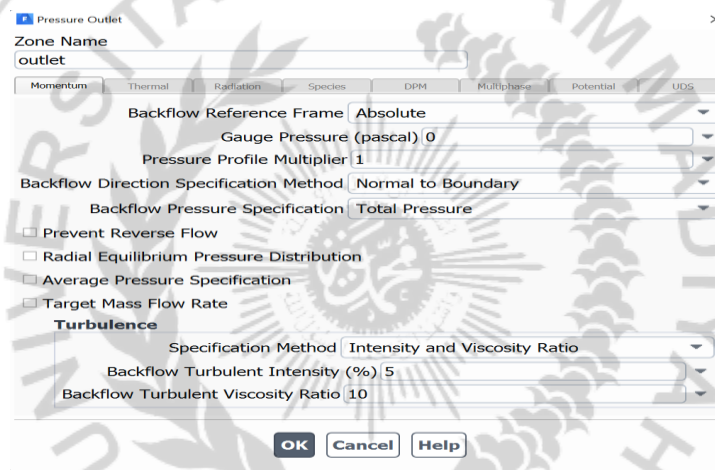 Pressure Outlet
Zone Name
outlet
Momentum Thermal Radiation Species DPM Multiphase Potential UDS
Backflow Reference Frame Absolute
Gauge Pressure (pascal) 0
Pressure Profile Multiplier 1
Backflow Direction Specification Method Normal to Boundary
Backflow Pressure Specification Total Pressure
Prevent Reverse Flow
Radial Equilibrium Pressure Distribution
Average Pressure Specification
Target Mass Flow Rate
Turbulence
Specification Method Intensity and Viscosity Ratio
Backflow Turbulent Intensity (%) 5
Backflow Turbulent Viscosity Ratio 10
OK Cancel Help